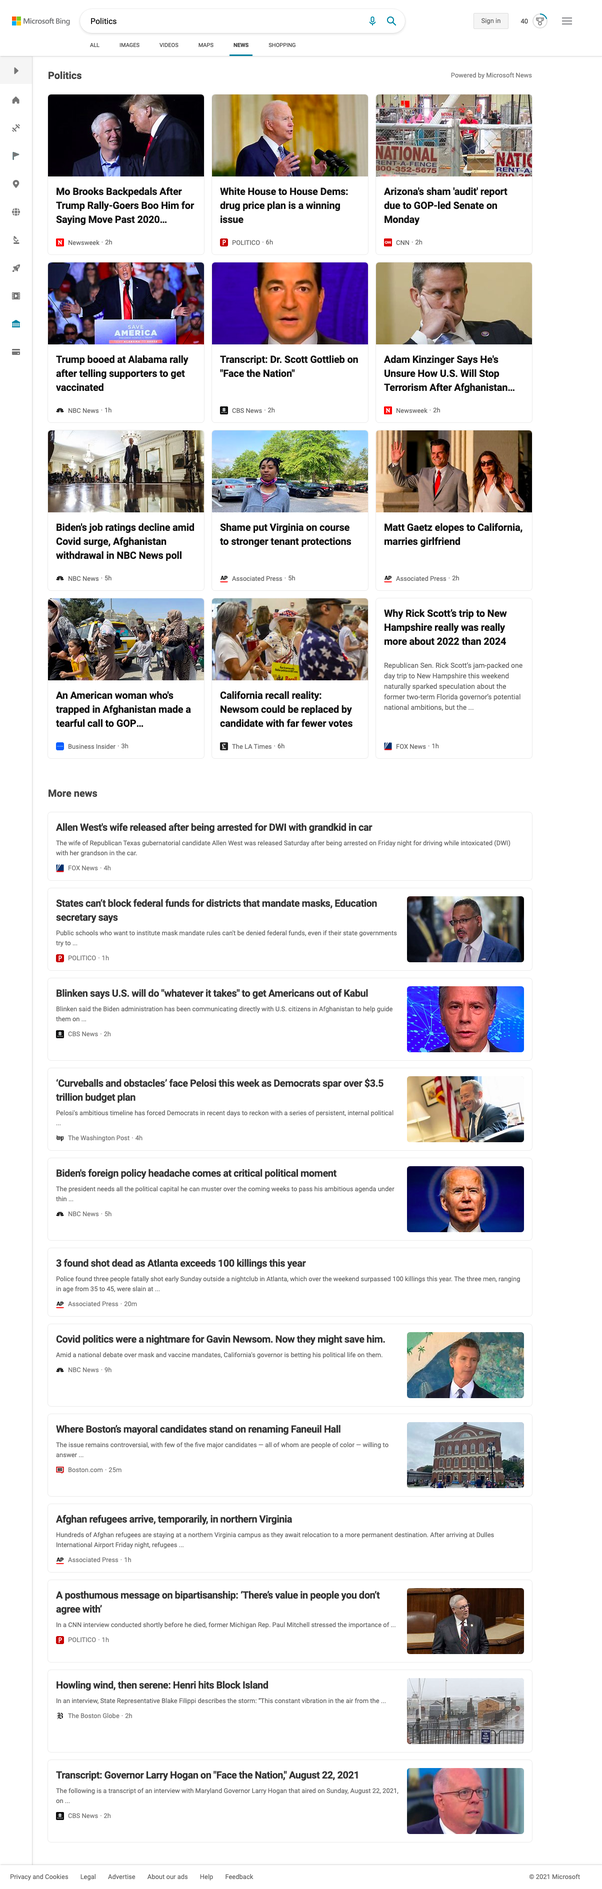 Microsoft Bing
Politics
Sign in
40
ALL IMAGES VIDEOS MAPS NEWS SHOPPING
Politics
Powered by Microsoft News
Mo Brooks Backpedals After
Trump Rally-Goers Boo Him for
Saying Move Past 2020...
Newsweek · 2h
White House to House Dems:
drug price plan is a winning
issue
POLITICO · 6h
NATIONAL
RENT-A-FENCE
800-352-5675
Arizona's sham 'audit' report
due to GOP-led Senate on
Monday
CNN · 2h
SAVE
AMERICA
Trump booed at Alabama rally
after telling supporters to get
vaccinated
NBC News · 1h
Transcript: Dr. Scott Gottlieb on
"Face the Nation"
CBS News · 2h
Adam Kinzinger Says He's
Unsure How U.S. Will Stop
Terrorism After Afghanistan...
Newsweek · 2h
Biden's job ratings decline amid
Covid surge, Afghanistan
withdrawal in NBC News poll
NBC News · 5h
Shame put Virginia on course
to stronger tenant protections
Associated Press · 5h
Matt Gaetz elopes to California,
marries girlfriend
Associated Press · 2h
An American woman who's
trapped in Afghanistan made a
tearful call to GOP...
Business Insider · 3h
California recall reality:
Newsom could be replaced by
candidate with far fewer votes
The LA Times · 6h
Why Rick Scott's trip to New
Hampshire really was really
more about 2022 than 2024
Republican Sen. Rick Scott's jam-packed one
day trip to New Hampshire this weekend
naturally sparked speculation about the
former two-term Florida governor's potential
national ambitions, but the ...
FOX News · 1h
More news
Allen West's wife released after being arrested for DWI with grandkid in car
The wife of Republican Texas gubernatorial candidate Allen West was released Saturday after being arrested on Friday night for driving while intoxicated (DWI)
with her grandson in the car.
FOX News · 4h
States can't block federal funds for districts that mandate masks, Education
secretary says
Public schools who want to institute mask mandate rules can't be denied federal funds, even if their state governments
try to ...
POLITICO · 1h
Blinken says U.S. will do "whatever it takes" to get Americans out of Kabul
Blinken said the Biden administration has been communicating directly with U.S. citizens in Afghanistan to help guide
them on ...
CBS News · 2h
'Curveballs and obstacles' face Pelosi this week as Democrats spar over $3.5
trillion budget plan
Pelosi's ambitious timeline has forced Democrats in recent days to reckon with a series of persistent, internal political
...
The Washington Post · 4h
Biden's foreign policy headache comes at critical political moment
The president needs all the political capital he can muster over the coming weeks to pass his ambitious agenda under
thin ...
NBC News · 5h
3 found shot dead as Atlanta exceeds 100 killings this year
Police found three people fatally shot early Sunday outside a nightclub in Atlanta, which over the weekend surpassed 100 killings this year. The three men, ranging
in age from 35 to 45, were slain at ...
Associated Press · 20m
Covid politics were a nightmare for Gavin Newsom. Now they might save him.
Amid a national debate over mask and vaccine mandates, California's governor is betting his political life on them.
NBC News · 9h
Where Boston's mayoral candidates stand on renaming Faneuil Hall
The issue remains controversial, with few of the five major candidates — all of whom are people of color — willing to
answer ...
Boston.com · 25m
Afghan refugees arrive, temporarily, in northern Virginia
Hundreds of Afghan refugees are staying at a northern Virginia campus as they await relocation to a more permanent destination. After arriving at Dulles
International Airport Friday night, refugees ...
Associated Press · 1h
A posthumous message on bipartisanship: 'There's value in people you don't
agree with'
In a CNN interview conducted shortly before he died, former Michigan Rep. Paul Mitchell stressed the importance of ...
POLITICO · 1h
Howling wind, then serene: Henri hits Block Island
In an interview, State Representative Blake Filippi describes the storm: "This constant vibration in the air from the ...
The Boston Globe · 2h
Transcript: Governor Larry Hogan on "Face the Nation," August 22, 2021
The following is a transcript of an interview with Maryland Governor Larry Hogan that aired on Sunday, August 22, 2021,
on ...
CBS News · 2h
Privacy and Cookies Legal Advertise About our ads Help Feedback
© 2021 Microsoft